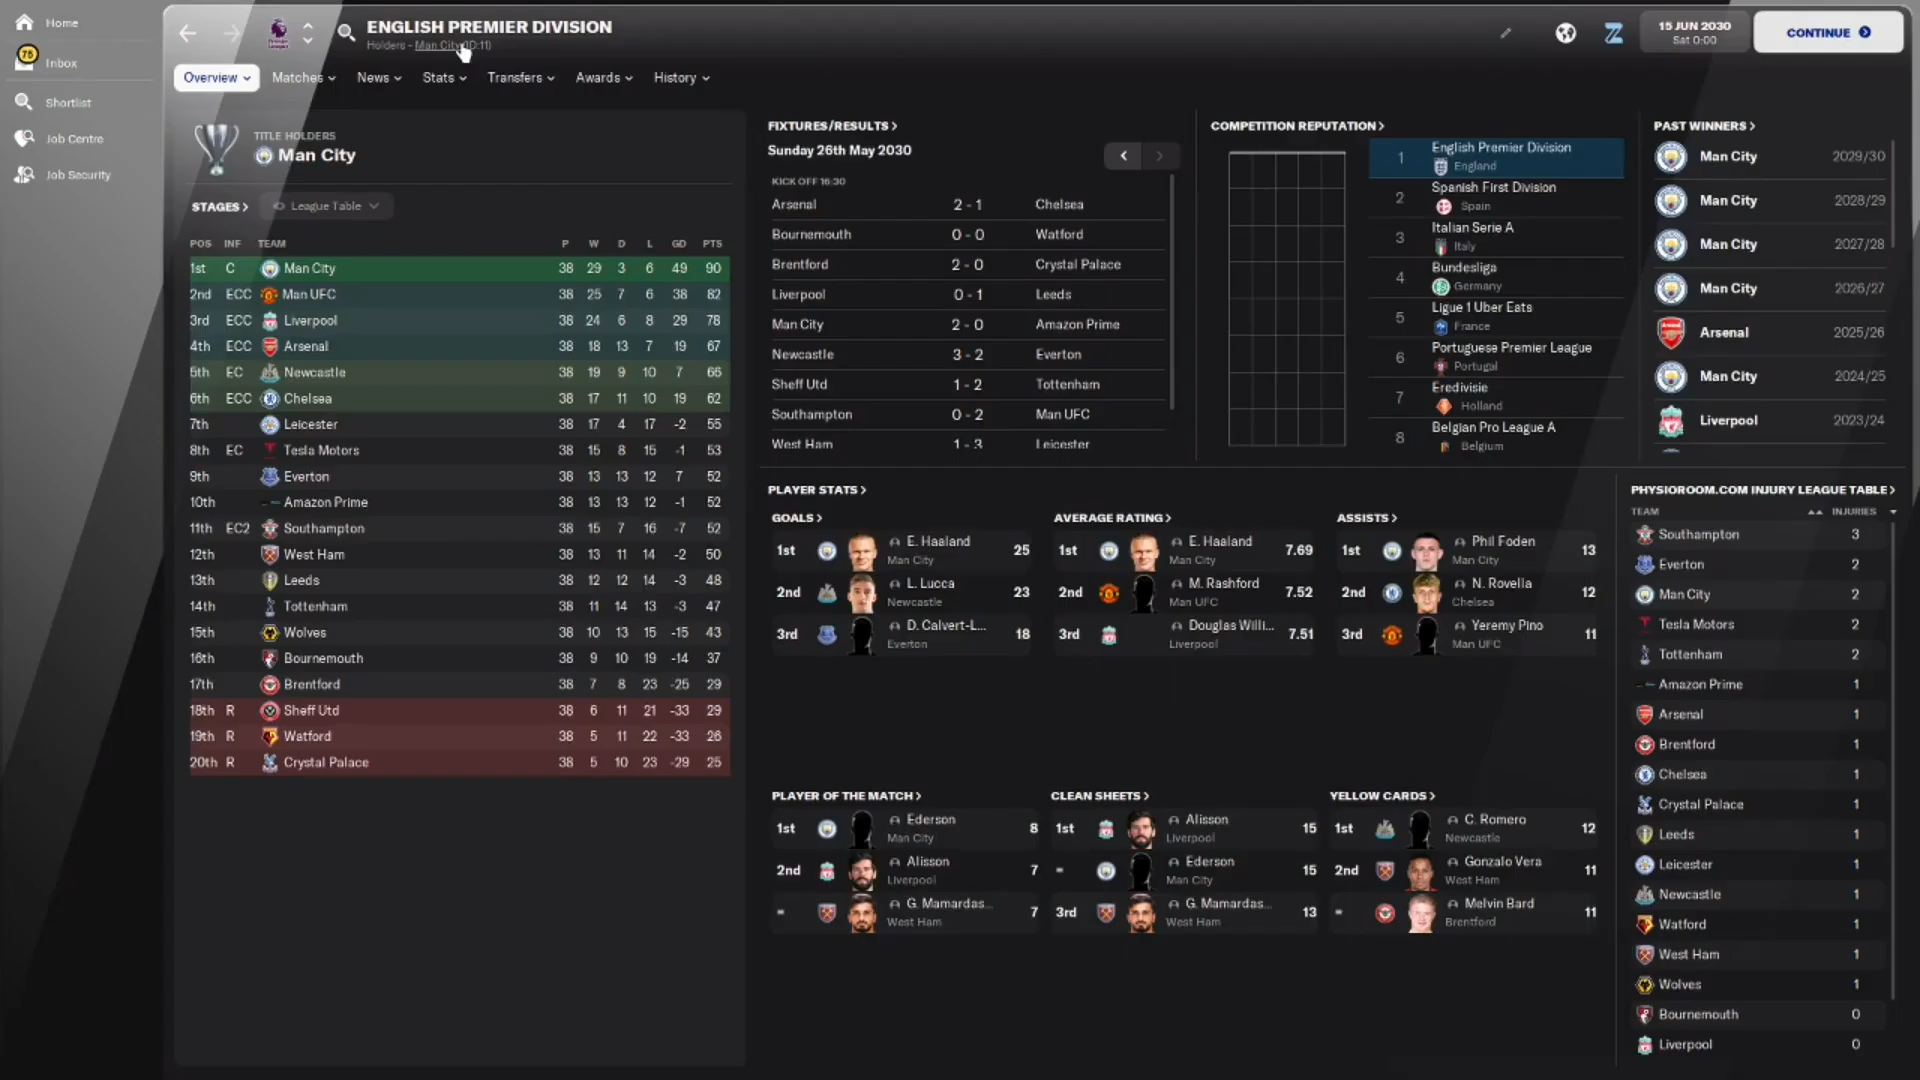 Home
75
Inbox
Shortlist
Job Centre
Job Security
ENGLISH PREMIER DIVISION
Holders - Man City (ID:11)
15 JUN 2030
Sat 0:00
CONTINUE
Overview Matches News Stats Transfers Awards History
TITLE HOLDERS
Man City
STAGES > League Table
POS INF TEAM P W D L GD PTS
1st C Man City 38 29 3 6 49 90
2nd ECC Man UFC 38 25 7 6 38 82
3rd ECC Liverpool 38 24 6 8 29 78
4th ECC Arsenal 38 18 13 7 19 67
5th EC Newcastle 38 19 9 10 7 66
6th ECC Chelsea 38 17 11 10 19 62
7th Leicester 38 17 4 17 -2 55
8th EC Tesla Motors 38 15 8 15 -1 53
9th Everton 38 13 13 12 7 52
10th Amazon Prime 38 13 13 12 -1 52
11th EC2 Southampton 38 15 7 16 -7 52
12th West Ham 38 13 11 14 -2 50
13th Leeds 38 12 12 14 -3 48
14th Tottenham 38 11 14 13 -3 47
15th Wolves 38 10 13 15 -15 43
16th Bournemouth 38 9 10 19 -14 37
17th Brentford 38 7 8 23 -25 29
18th R Sheff Utd 38 6 11 21 -33 29
19th R Watford 38 5 11 22 -33 26
20th R Crystal Palace 38 5 10 23 -29 25
FIXTURES/RESULTS >
Sunday 26th May 2030
KICK OFF 16:30
Arsenal 2 - 1 Chelsea
Bournemouth 0 - 0 Watford
Brentford 2 - 0 Crystal Palace
Liverpool 0 - 1 Leeds
Man City 2 - 0 Amazon Prime
Newcastle 3 - 2 Everton
Sheff Utd 1 - 2 Tottenham
Southampton 0 - 2 Man UFC
West Ham 1 - 3 Leicester
COMPETITION REPUTATION >
1 English Premier Division
England
2 Spanish First Division
Spain
3 Italian Serie A
Italy
4 Bundesliga
Germany
5 Ligue 1 Uber Eats
France
6 Portuguese Premier League
Portugal
7 Eredivisie
Holland
8 Belgian Pro League A
Belgium
PAST WINNERS >
Man City 2029/30
Man City 2028/29
Man City 2027/28
Man City 2026/27
Arsenal 2025/26
Man City 2024/25
Liverpool 2023/24
PLAYER STATS >
GOALS >
1st E. Haaland 25
Man City
2nd L. Lucca 23
Newcastle
3rd D. Calvert-L... 18
Everton
AVERAGE RATING >
1st E. Haaland 7.69
Man City
2nd M. Rashford 7.52
Man UFC
3rd Douglas Willi... 7.51
Liverpool
ASSISTS >
1st Phil Foden 13
Man City
2nd N. Rovella 12
Chelsea
3rd Yeremy Pino 11
Man UFC
PLAYER OF THE MATCH >
1st Ederson 8
Man City
2nd Alisson 7
Liverpool
= G. Mamardas... 7
West Ham
CLEAN SHEETS >
1st Alisson 15
Liverpool
= Ederson 15
Man City
3rd G. Mamardas... 13
West Ham
YELLOW CARDS >
1st C. Romero 12
Newcastle
2nd Gonzalo Vera 11
West Ham
= Melvin Bard 11
Brentford
PHYSIOROOM.COM INJURY LEAGUE TABLE >
TEAM INJURIES
Southampton 3
Everton 2
Man City 2
Tesla Motors 2
Tottenham 2
Amazon Prime 1
Arsenal 1
Brentford 1
Chelsea 1
Crystal Palace 1
Leeds 1
Leicester 1
Newcastle 1
Watford 1
West Ham 1
Wolves 1
Bournemouth 0
Liverpool 0